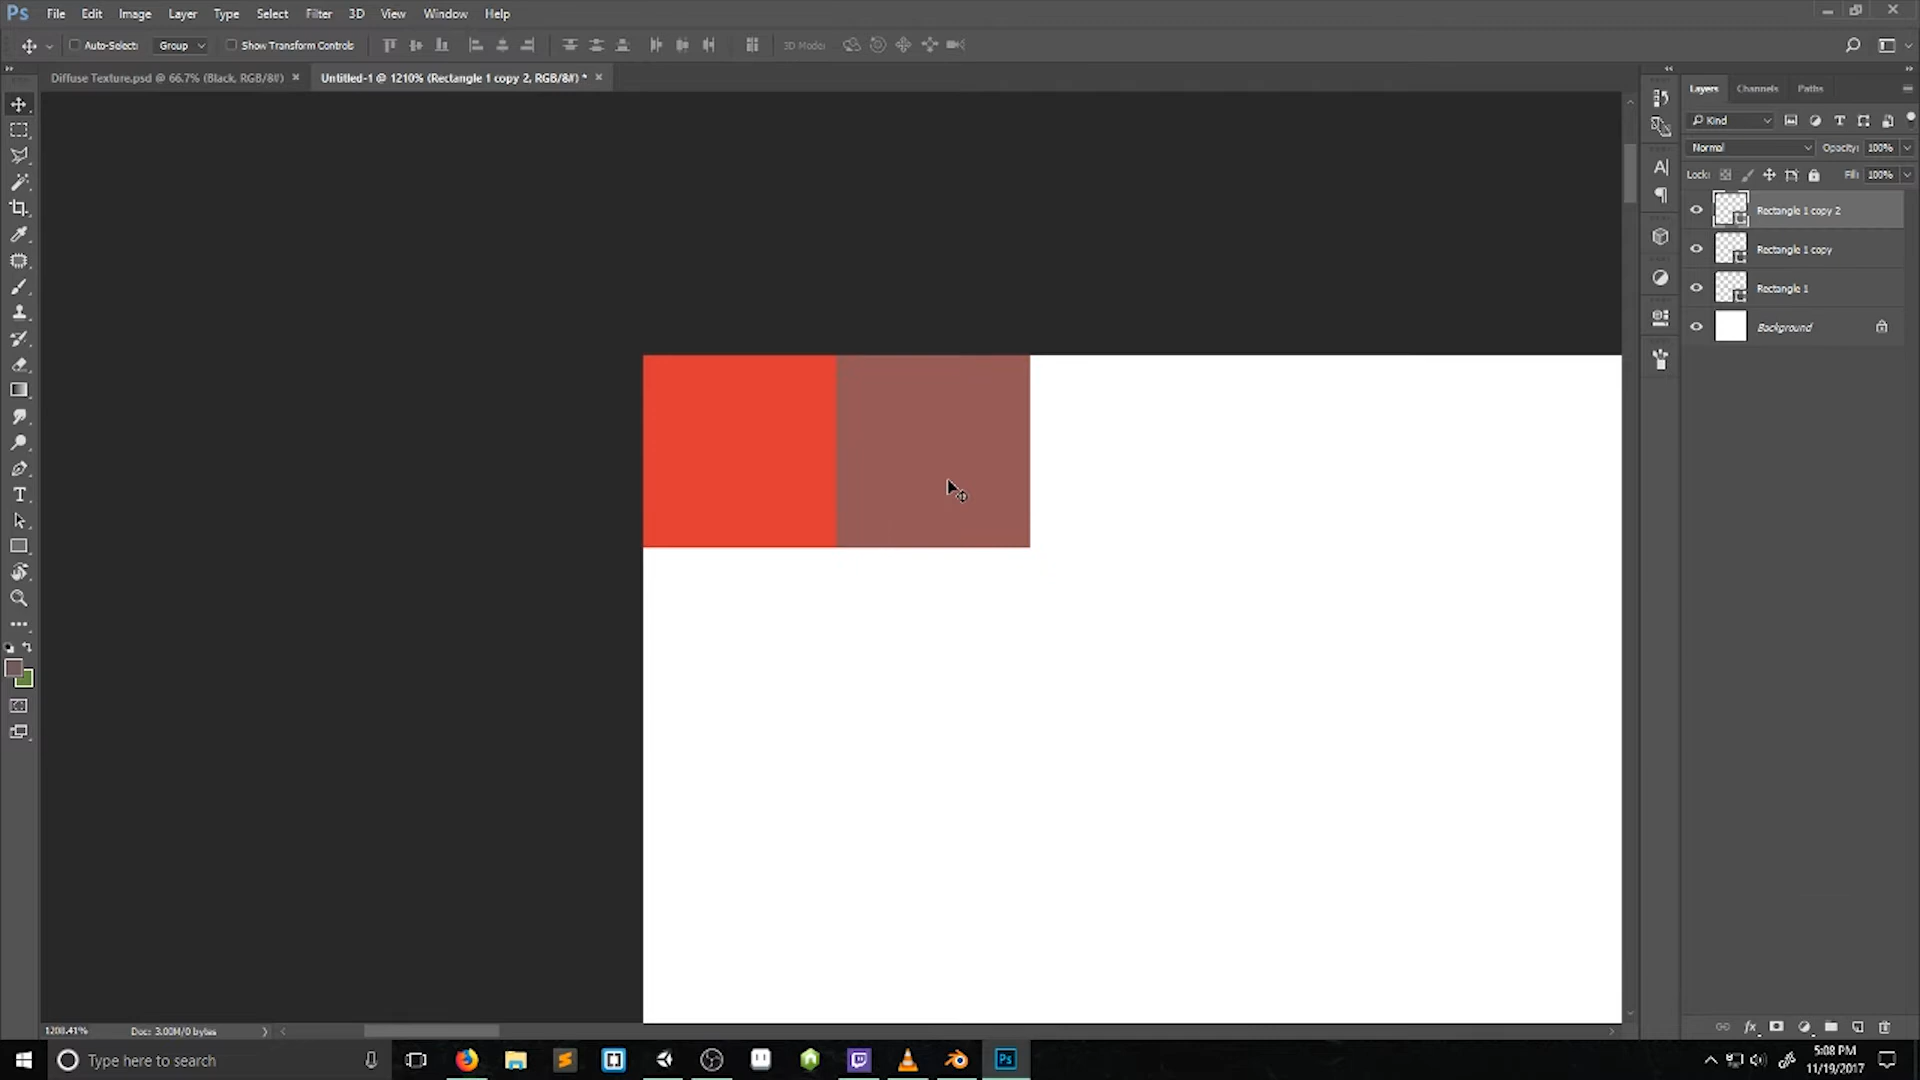 Ps File Edit Image Layer Type Select Filter 3D View Window Help
Auto-Select: Group Show Transform Controls 3D Mode:
Diffuse Texture.psd @ 66.7% (Black, RGB/8#) × Untitled-1 @ 1210% (Rectangle 1 copy 2, RGB/8#) * ×
Layers Channels Paths
Kind
Normal Opacity: 100%
Lock: Fill: 100%
Rectangle 1 copy 2
Rectangle 1 copy
Rectangle 1
Background
1208.41% Doc: 3.00M/0 bytes
Type here to search
Ps
5:08 PM
11/19/2017